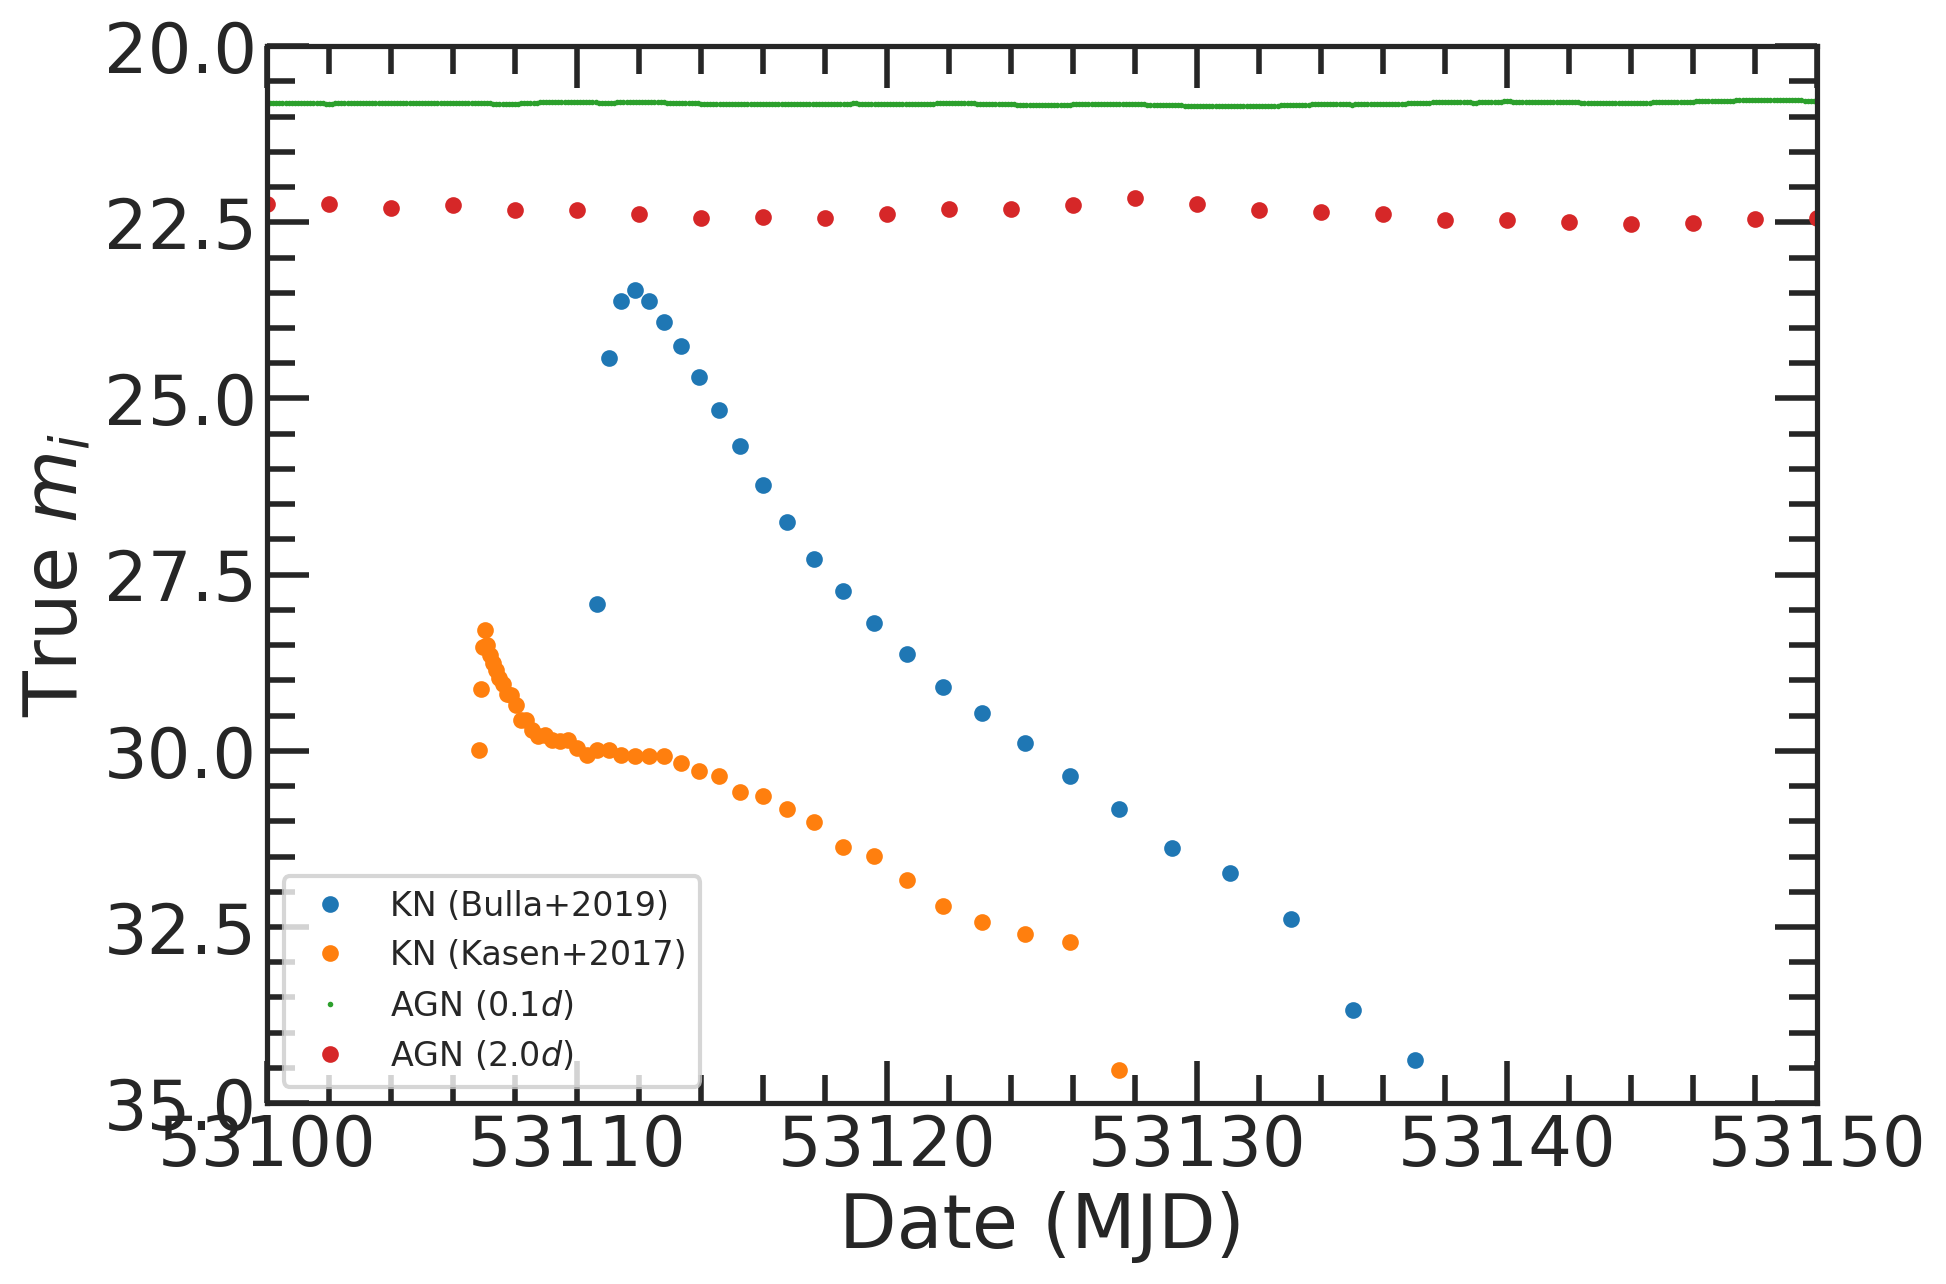 20.0
22.5
25.0
27.5
30.0
32.5
35.0
True m_i
KN (Bulla+2019)
KN (Kasen+2017)
AGN (0.1d)
AGN (2.0d)
53100 53110 53120 53130 53140 53150
Date (MJD)